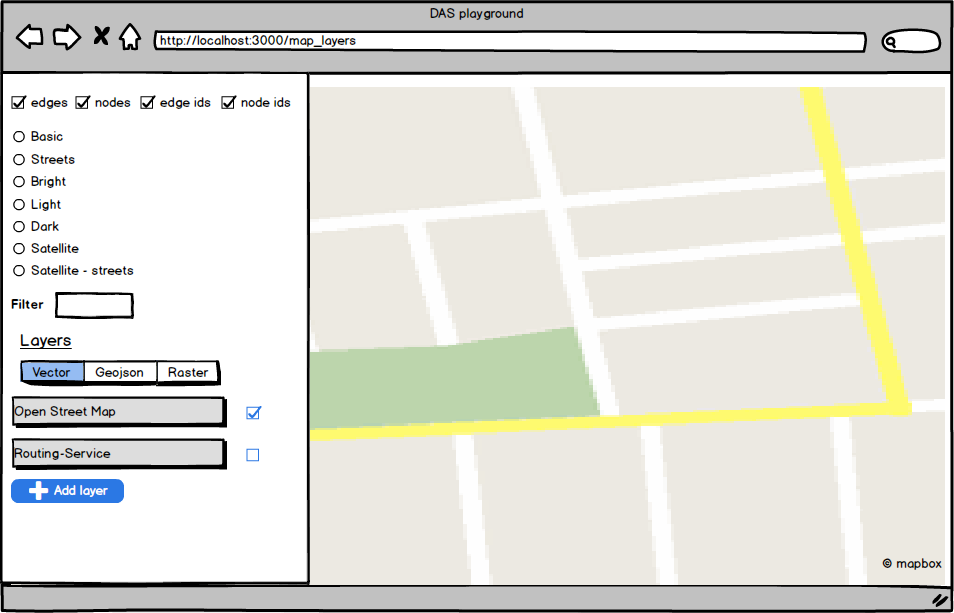 DAS playground
http://localhost:3000/map_layers
edges nodes edge ids node ids
Basic
Streets
Bright
Light
Dark
Satellite
Satellite - streets
Filter
Layers
Vector Geojson Raster
Open Street Map
Routing-Service
Add layer
© mapbox